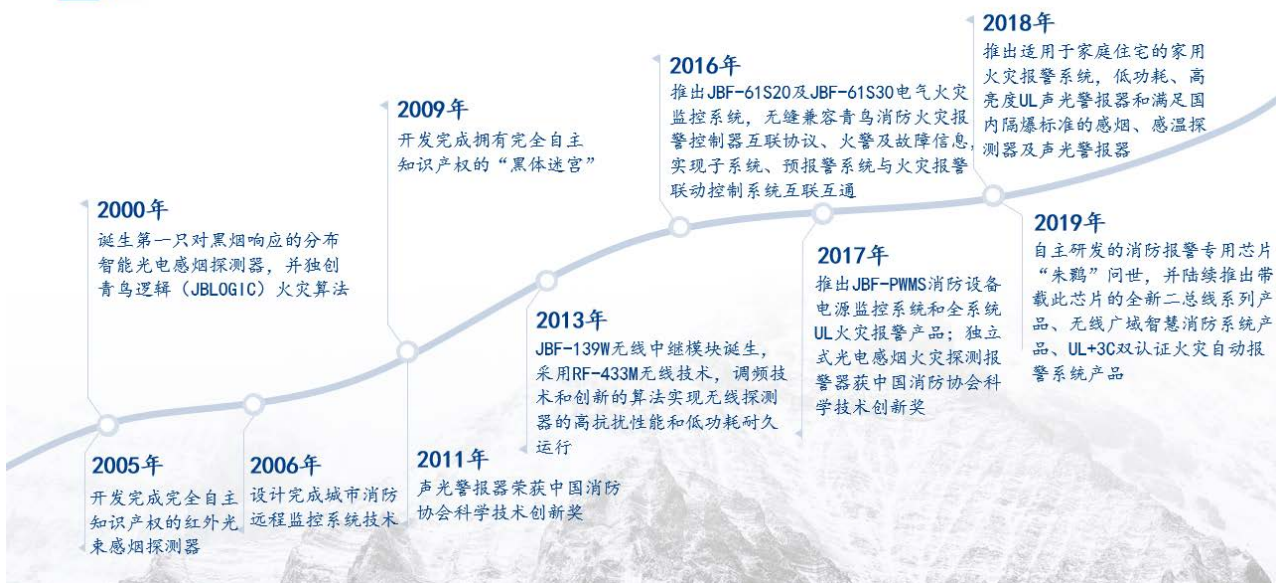 2000年
诞生第一只对黑烟响应的分布
智能光电感烟探测器，并独创
青鸟逻辑（JBLOGIC）火灾算法
2005年
开发完成完全自主
知识产权的红外光
束感烟探测器
2006年
设计完成城市消防
远程监控系统技术
2009年
开发完成拥有完全自主
知识产权的“黑体迷宫”
2011年
声光警报器荣获中国消防
协会科学技术创新奖
2013年
JBF-139W无线中继模块诞生，
采用RF-433M无线技术，调频技
术和创新的算法实现无线探测
器的高抗扰性能和低功耗耐久
运行
2016年
推出JBF-61S20及JBF-61S30电气火灾
监控系统，无缝兼容青鸟消防火灾报
警控制器互联协议、火警及故障信息，
实现子系统、预报警系统与火灾报警
联动控制系统互联互通
2017年
推出JBF-PWMS消防设备
电源监控系统和全系统
UL火灾报警产品；独立
式光电感烟火灾探测报
警器获中国消防协会科
学技术创新奖
2018年
推出适用于家庭住宅的家用
火灾报警系统，低功耗、高
亮度UL声光警报器和满足国
内隔爆标准的感烟、感温探
测器及声光警报器
2019年
自主研发的消防报警专用芯片
“朱鹮”问世，并陆续推出带
载此芯片的全新二总线系列产
品、无线广域智慧消防系统产
品、UL+3C双认证火灾自动报
警系统产品